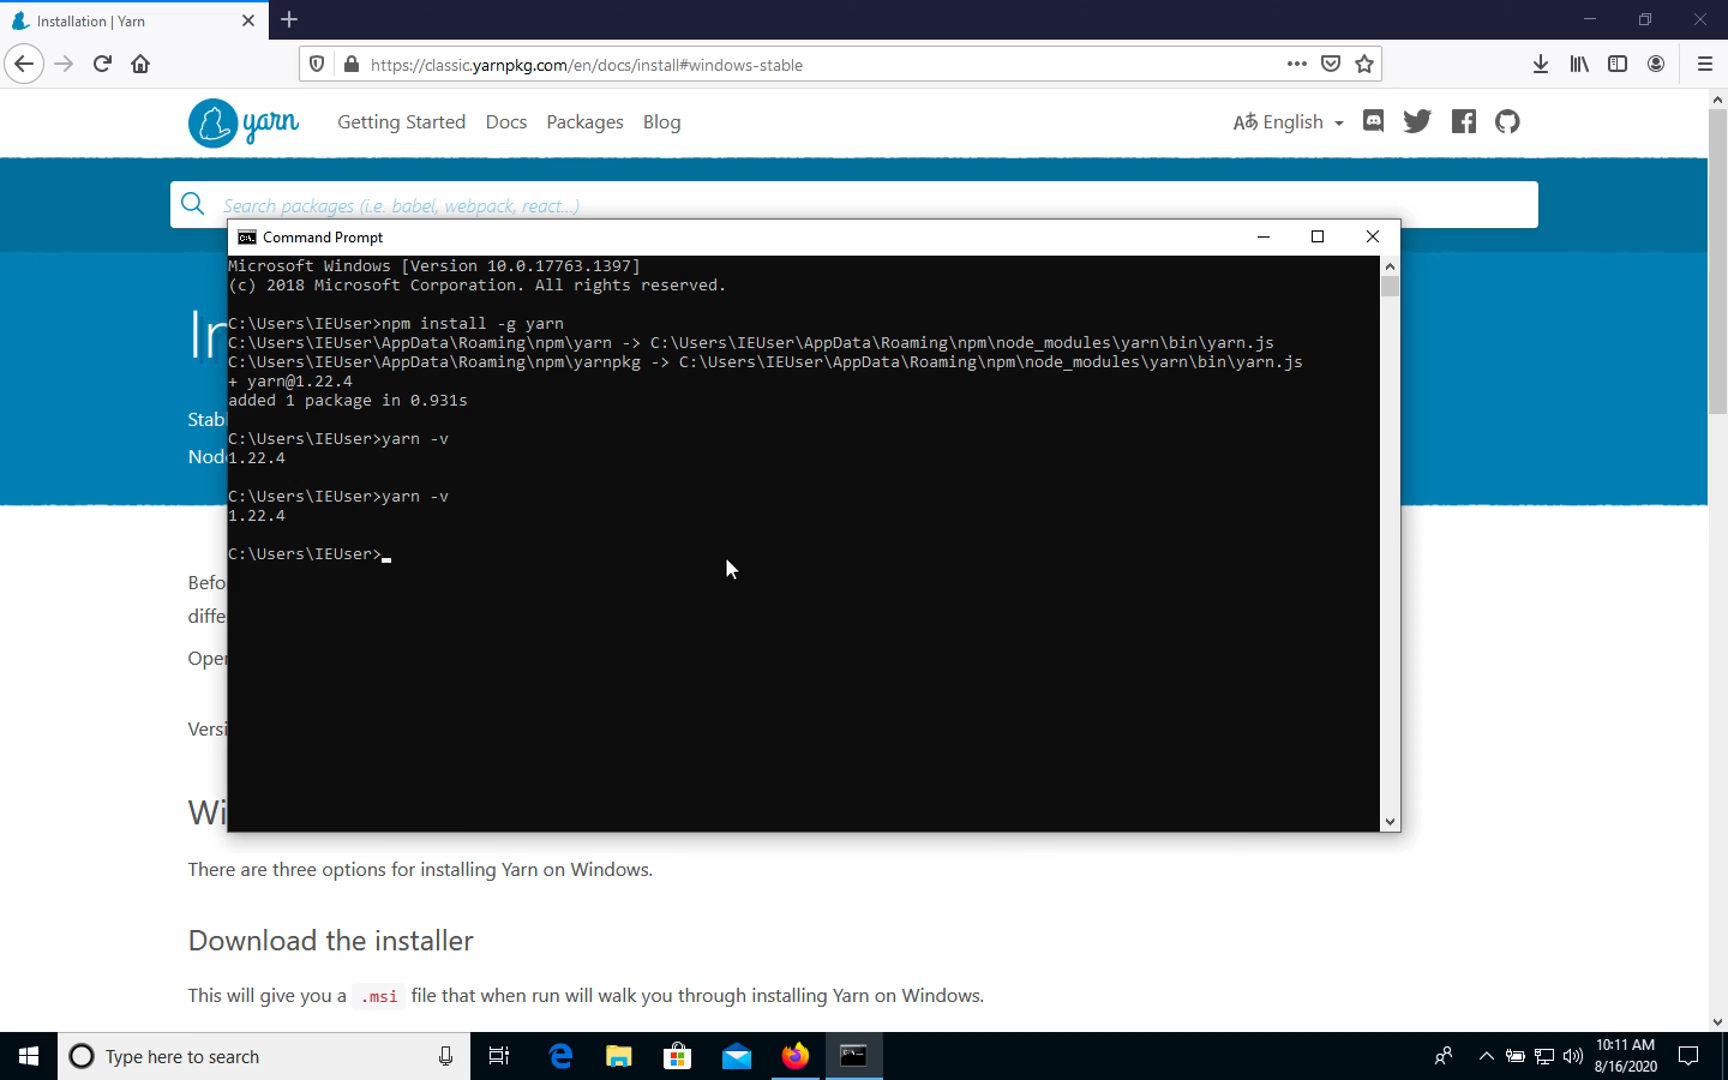 Installation | Yarn
https://classic.yarnpkg.com/en/docs/install#windows-stable
yarn
Getting Started Docs Packages Blog
Aあ English
Search packages (i.e. babel, webpack, react...)
Command Prompt
Microsoft Windows [Version 10.0.17763.1397]
(c) 2018 Microsoft Corporation. All rights reserved.
C:\Users\IEUser>npm install -g yarn
C:\Users\IEUser\AppData\Roaming\npm\yarn -> C:\Users\IEUser\AppData\Roaming\npm\node_modules\yarn\bin\yarn.js
C:\Users\IEUser\AppData\Roaming\npm\yarnpkg -> C:\Users\IEUser\AppData\Roaming\npm\node_modules\yarn\bin\yarn.js
+ yarn@1.22.4
added 1 package in 0.931s
C:\Users\IEUser>yarn -v
1.22.4
C:\Users\IEUser>yarn -v
1.22.4
C:\Users\IEUser>
There are three options for installing Yarn on Windows.
Download the installer
This will give you a .msi file that when run will walk you through installing Yarn on Windows.
Type here to search
10:11 AM
8/16/2020